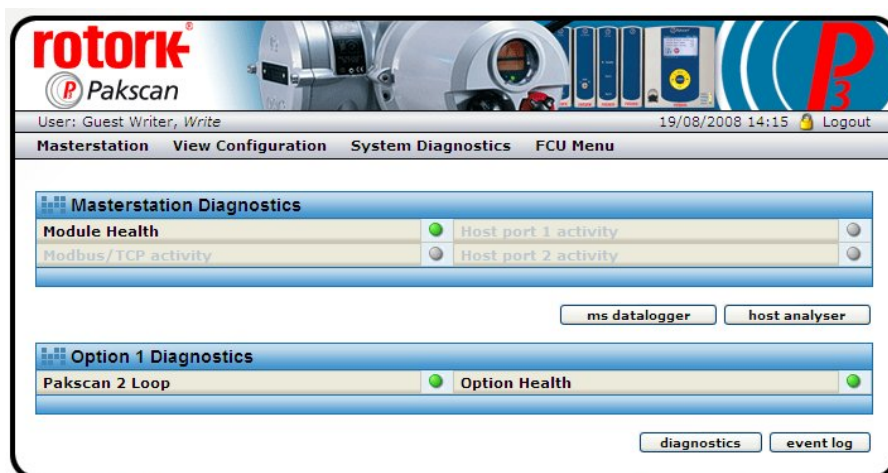 rotork®
P Pakscan
P3
User: Guest Writer, Write
19/08/2008 14:15 Logout
Masterstation View Configuration System Diagnostics FCU Menu
Masterstation Diagnostics
Module Health Host port 1 activity
Modbus/TCP activity Host port 2 activity
ms datalogger host analyser
Option 1 Diagnostics
Pakscan 2 Loop Option Health
diagnostics event log